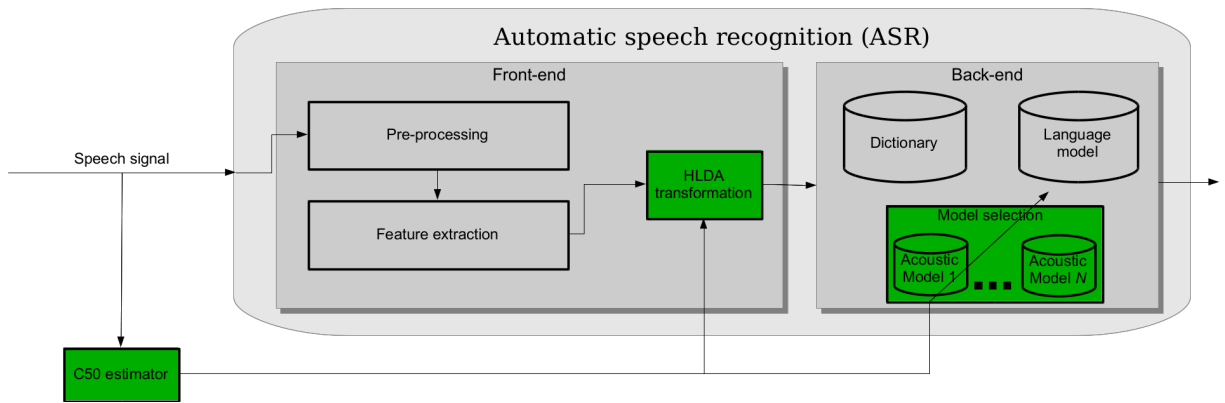 Automatic speech recognition (ASR)
Front-end
Back-end
Pre-processing
Dictionary
Language
model
Speech signal
HLDA
transformation
Feature extraction
Model selection
Acoustic
Model 1
Acoustic
Model N
C50 estimator